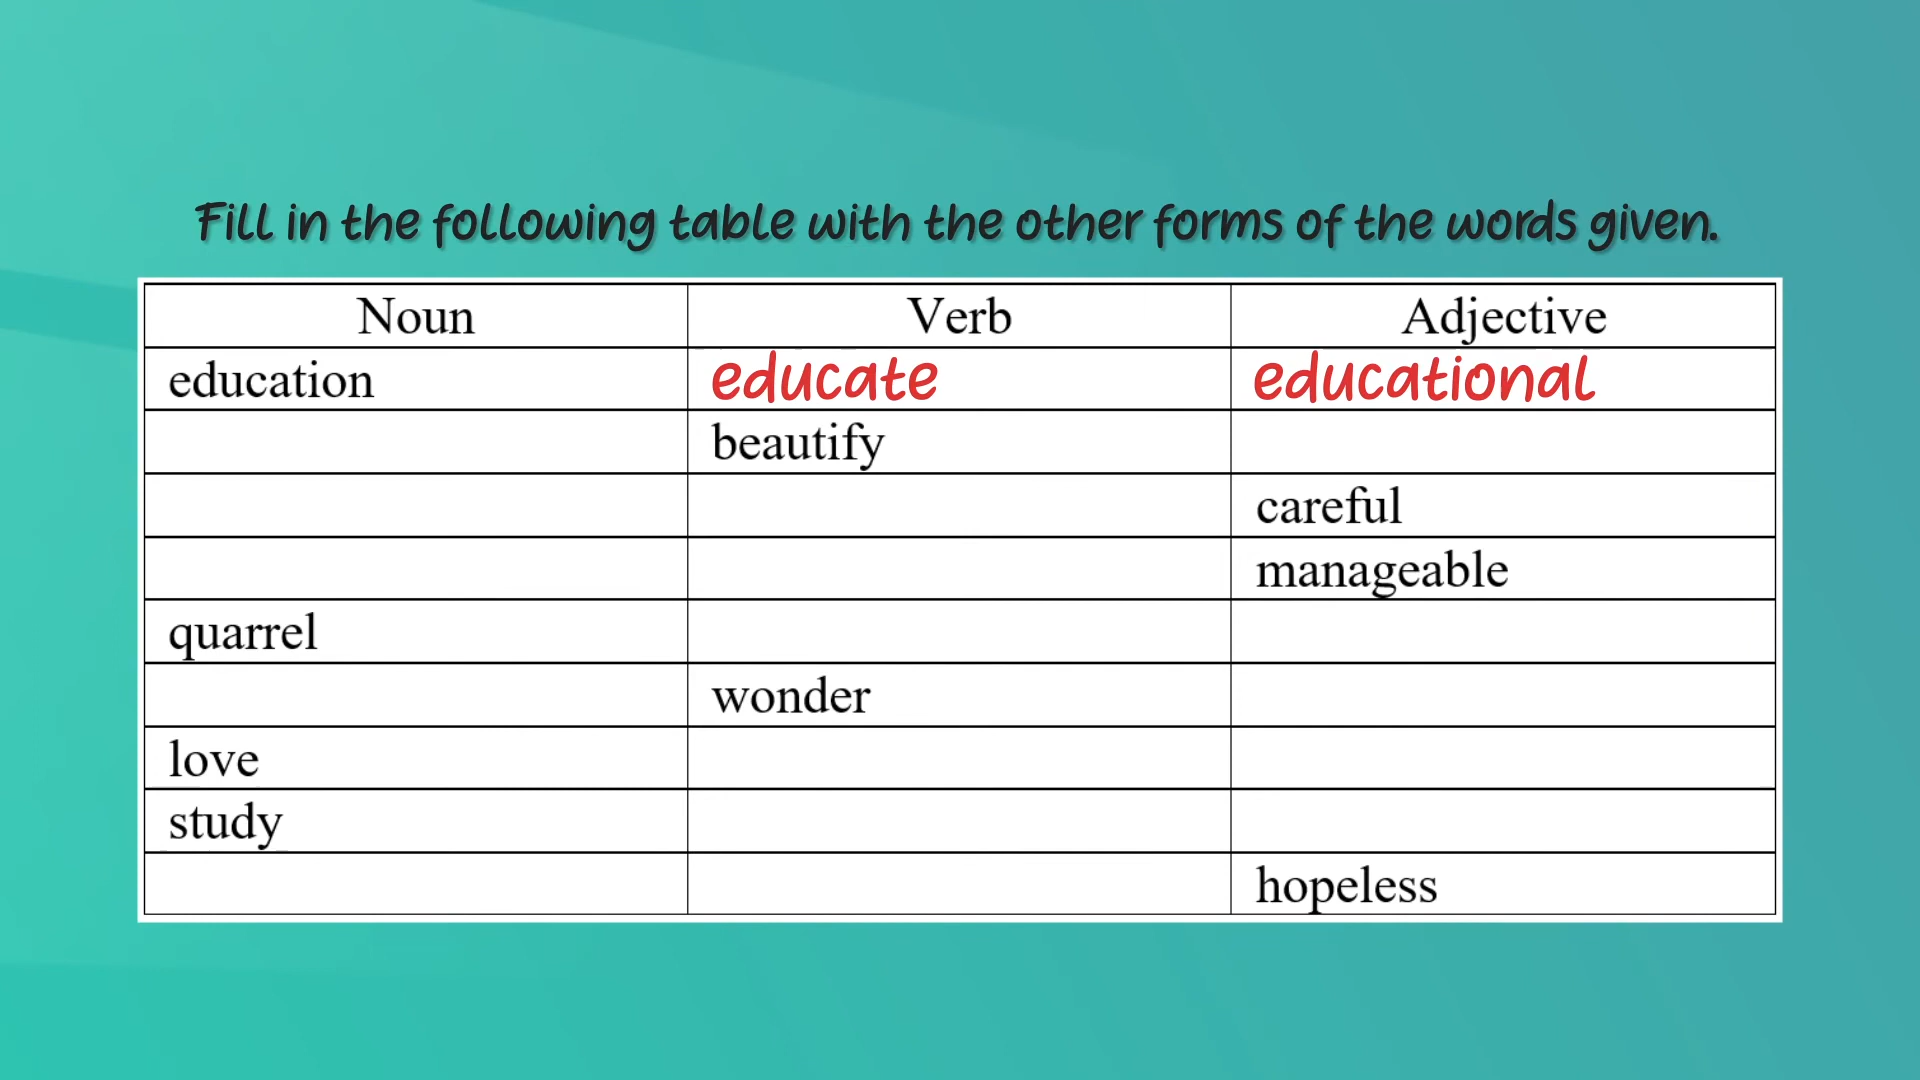 Fill in the following table with the other forms of the words given.
Noun Verb Adjective
education educate educational
beautify
careful
manageable
quarrel
wonder
love
study
hopeless